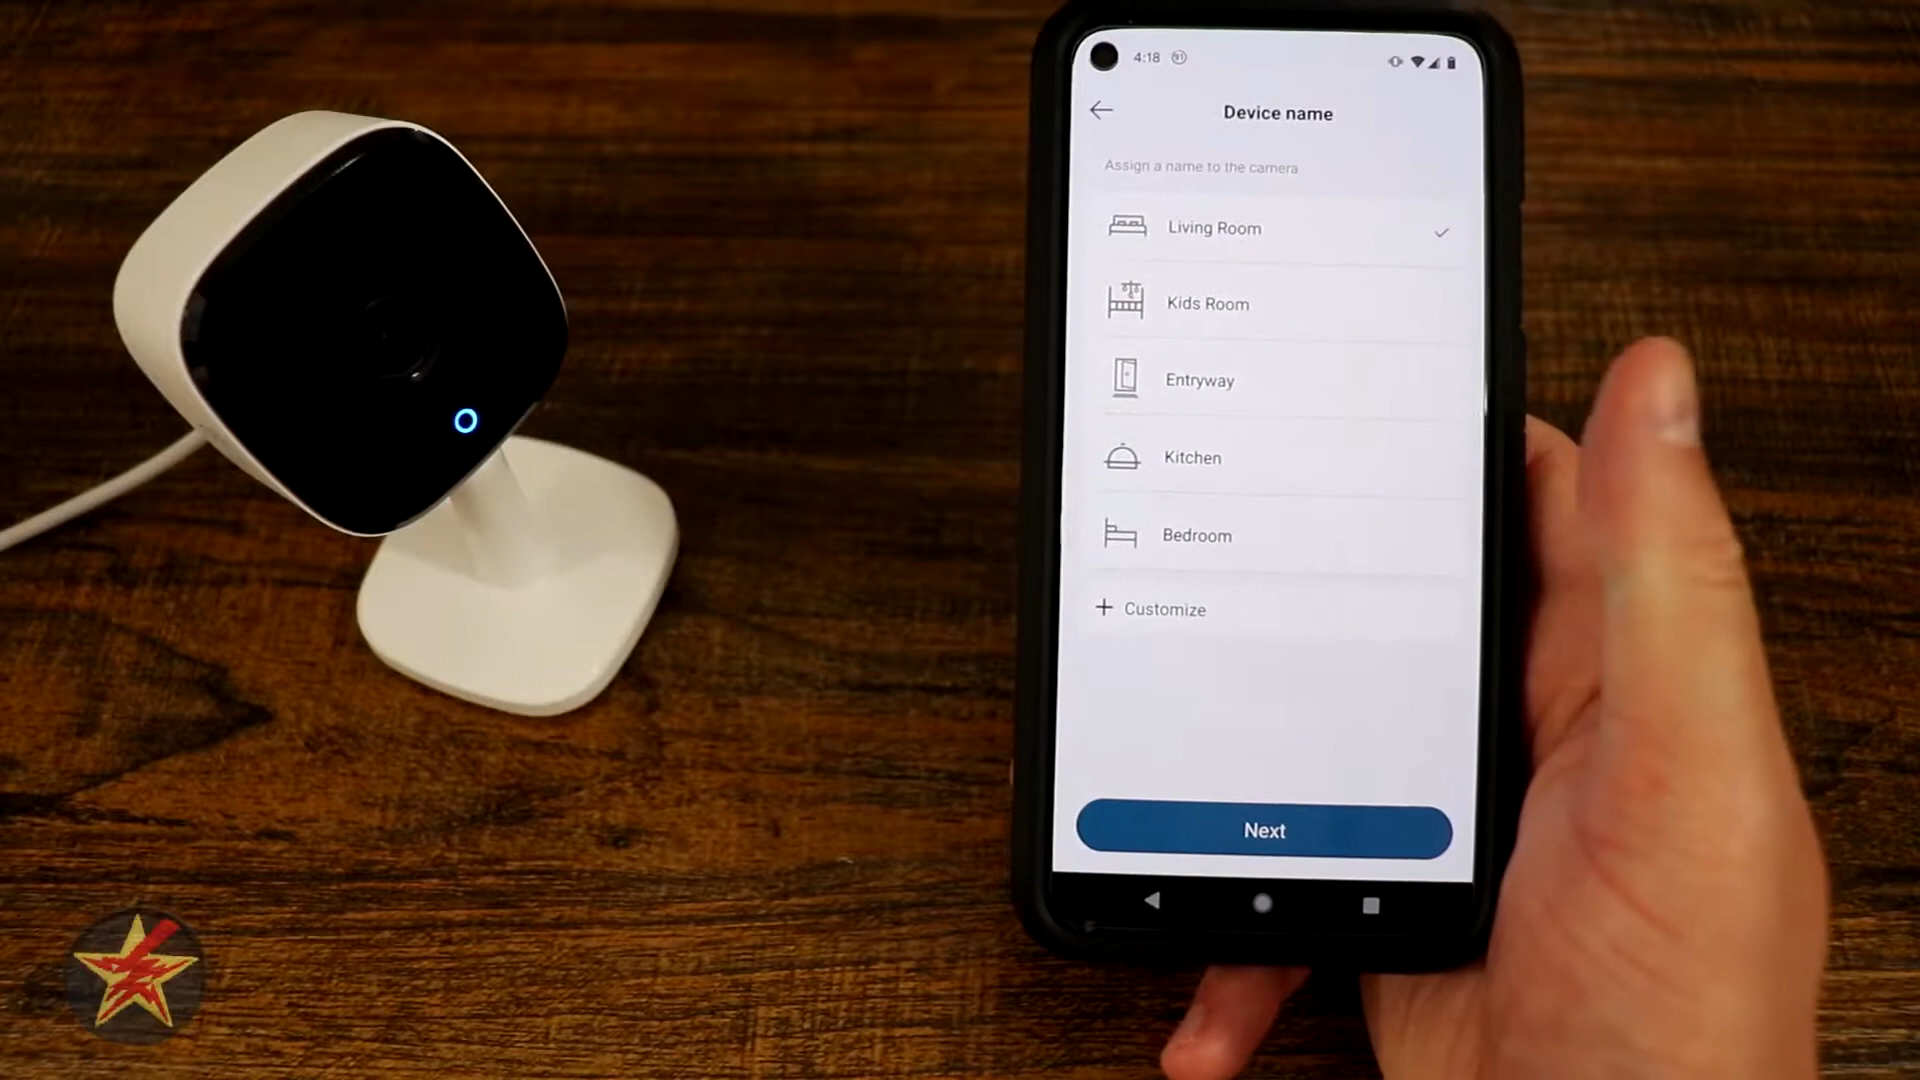 4:18
Device name
Assign a name to the camera
Living Room
Kids Room
Entryway
Kitchen
Bedroom
+ Customize
Next